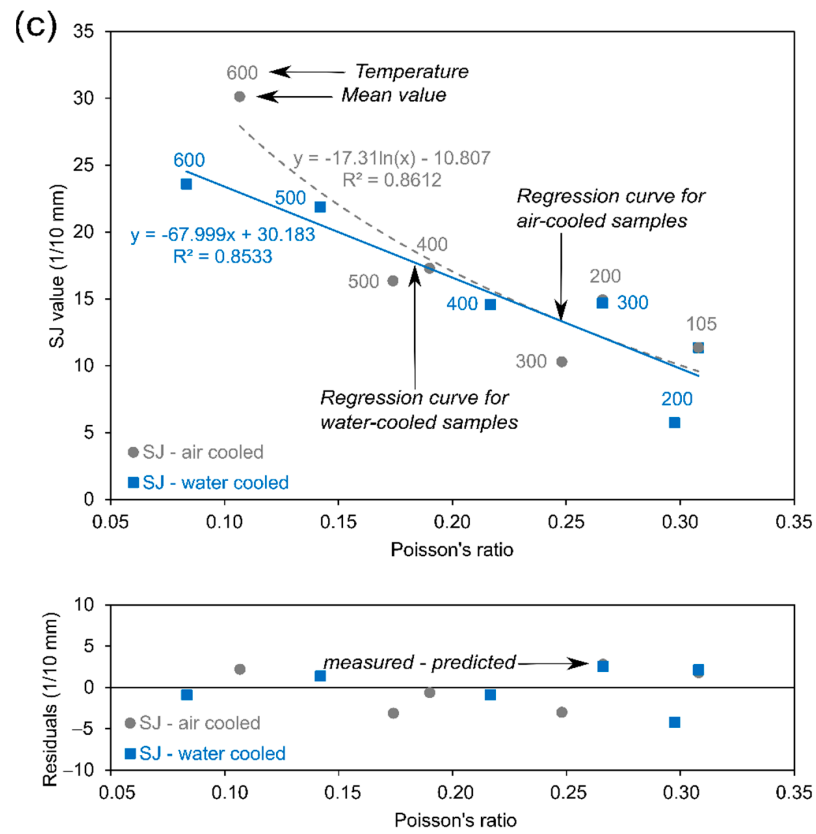 (c)
35
30
25
20
15
10
5
0
SJ value (1/10 mm)
600
Temperature
Mean value
y = -17.31ln(x) - 10.807
R² = 0.8612
600
500
y = -67.999x + 30.183
R² = 0.8533
Regression curve for
air-cooled samples
400
500
400
200
300
105
300
Regression curve for
water-cooled samples
200
SJ - air cooled
SJ - water cooled
0.05 0.10 0.15 0.20 0.25 0.30 0.35
Poisson's ratio
10
5
0
−5
−10
Residuals (1/10 mm)
measured - predicted
SJ - air cooled
SJ - water cooled
0.05 0.10 0.15 0.20 0.25 0.30 0.35
Poisson's ratio